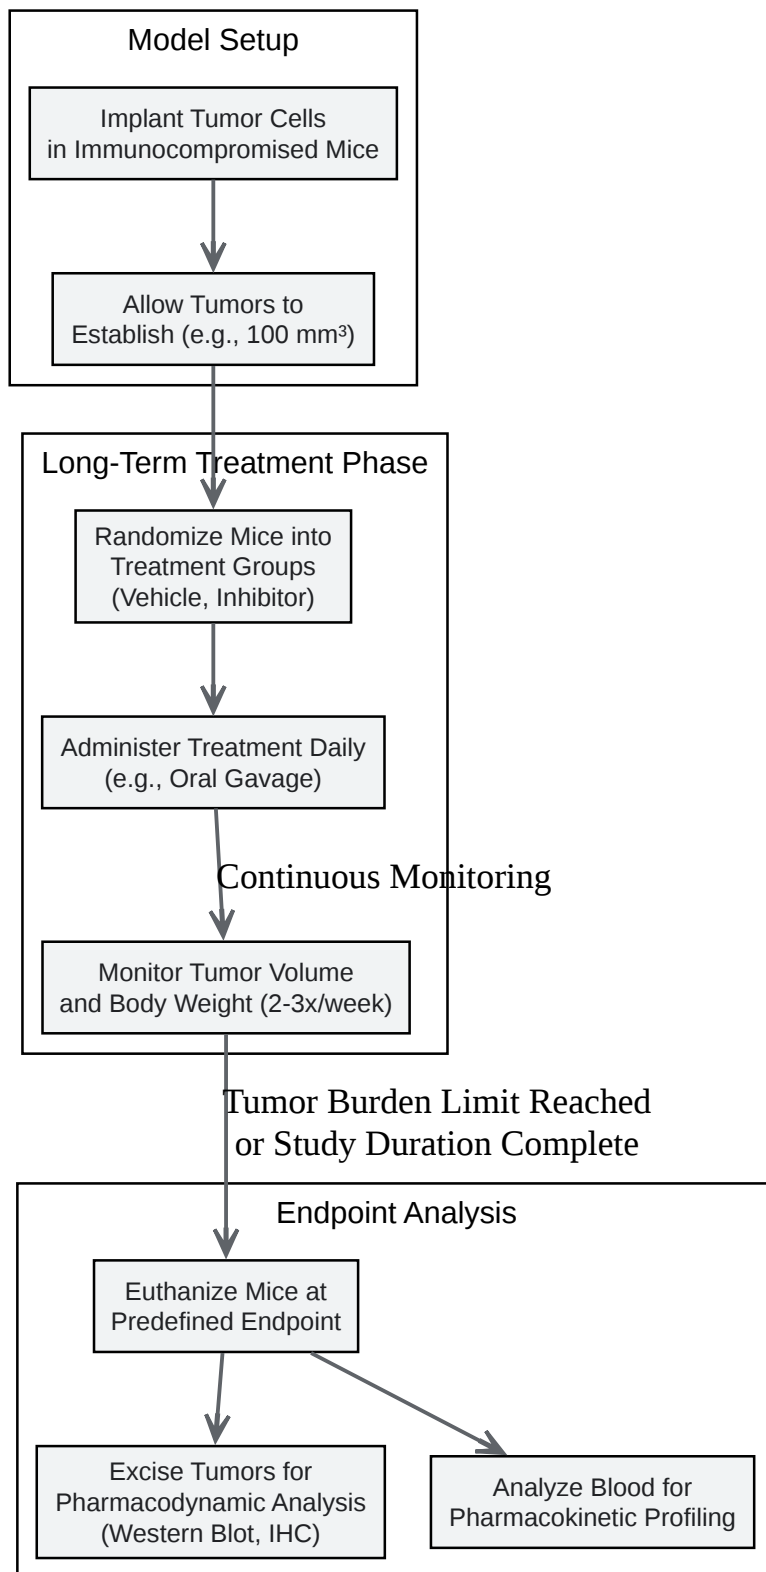 Model Setup
Implant Tumor Cells
in Immunocompromised Mice
Allow Tumors to
Establish (e.g., 100 mm³)
Long-Term Treatment Phase
Randomize Mice into
Treatment Groups
(Vehicle, Inhibitor)
Administer Treatment Daily
(e.g., Oral Gavage)
Continuous Monitoring
Monitor Tumor Volume
and Body Weight (2-3x/week)
Tumor Burden Limit Reached
or Study Duration Complete
Endpoint Analysis
Euthanize Mice at
Predefined Endpoint
Excise Tumors for
Pharmacodynamic Analysis
(Western Blot, IHC)
Analyze Blood for
Pharmacokinetic Profiling